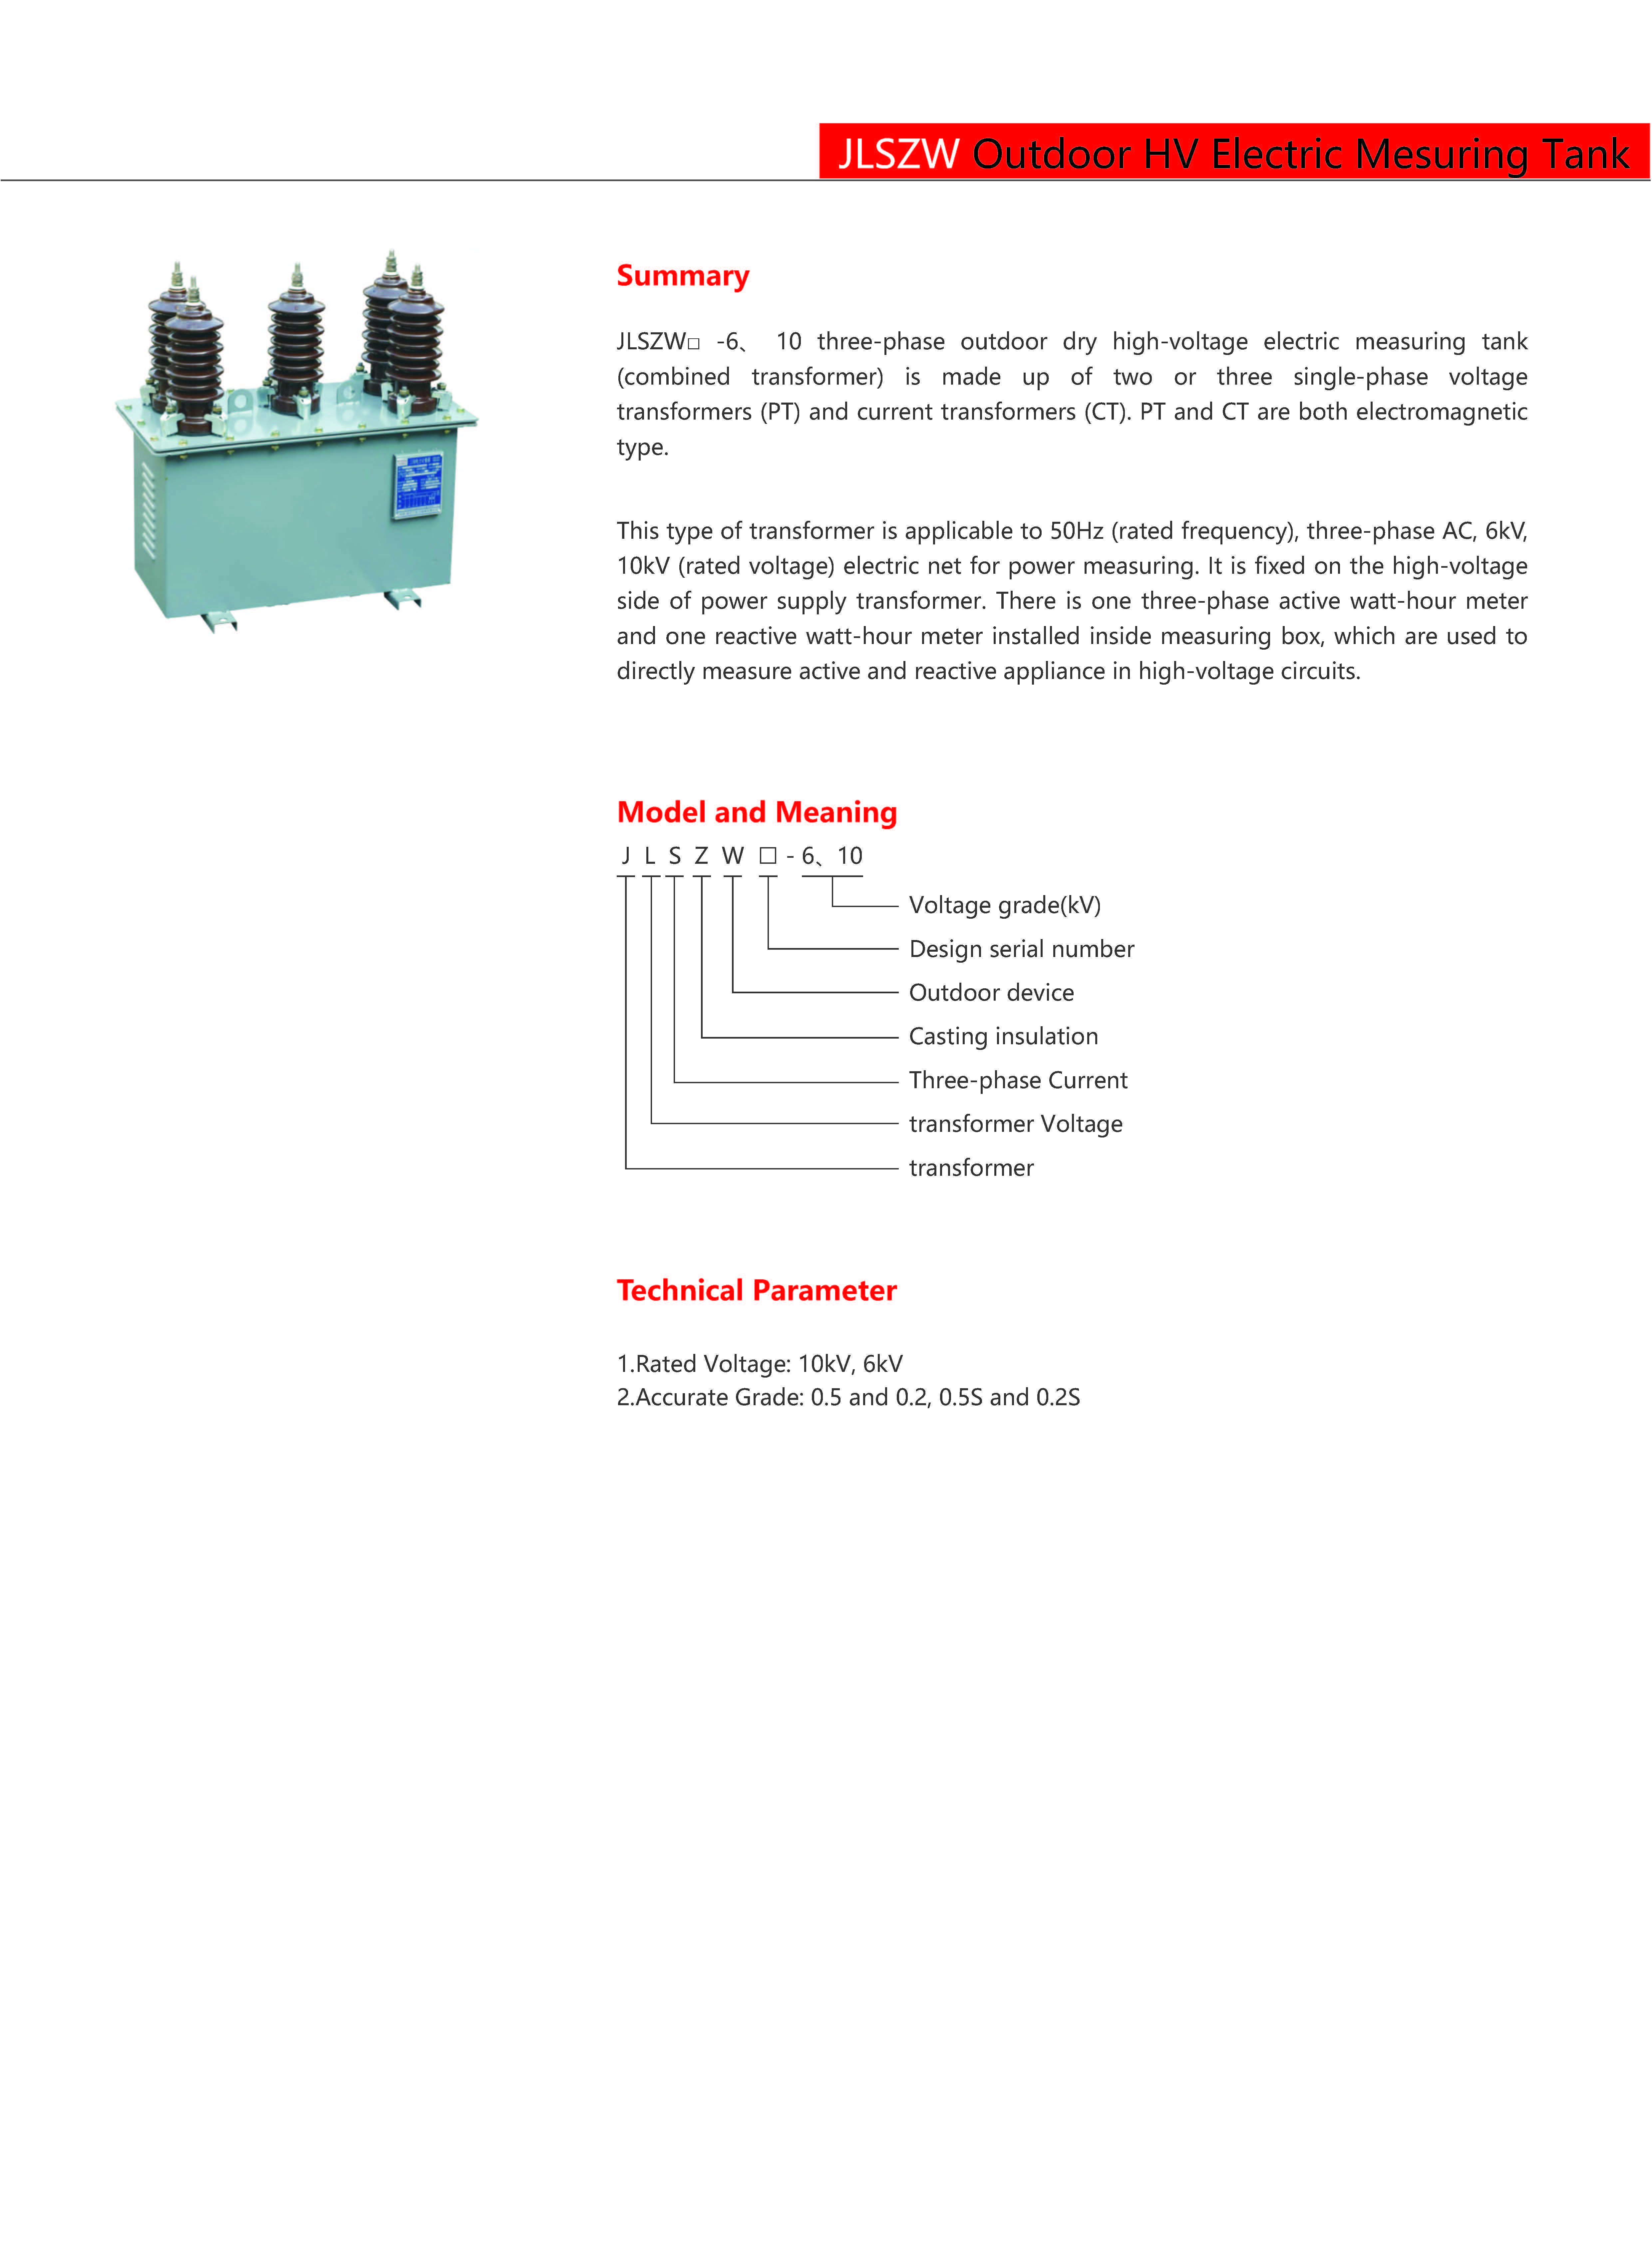 JLSZW Outdoor HV Electric Mesuring Tank
Summary
JLSZW□ -6、 10 three-phase outdoor dry high-voltage electric measuring tank
(combined transformer) is made up of two or three single-phase voltage
transformers (PT) and current transformers (CT). PT and CT are both electromagnetic
type.
This type of transformer is applicable to 50Hz (rated frequency), three-phase AC, 6kV,
10kV (rated voltage) electric net for power measuring. It is fixed on the high-voltage
side of power supply transformer. There is one three-phase active watt-hour meter
and one reactive watt-hour meter installed inside measuring box, which are used to
directly measure active and reactive appliance in high-voltage circuits.
Model and Meaning
J L S Z W □ - 6、10
Voltage grade(kV)
Design serial number
Outdoor device
Casting insulation
Three-phase Current
transformer Voltage
transformer
Technical Parameter
1.Rated Voltage: 10kV, 6kV
2.Accurate Grade: 0.5 and 0.2, 0.5S and 0.2S